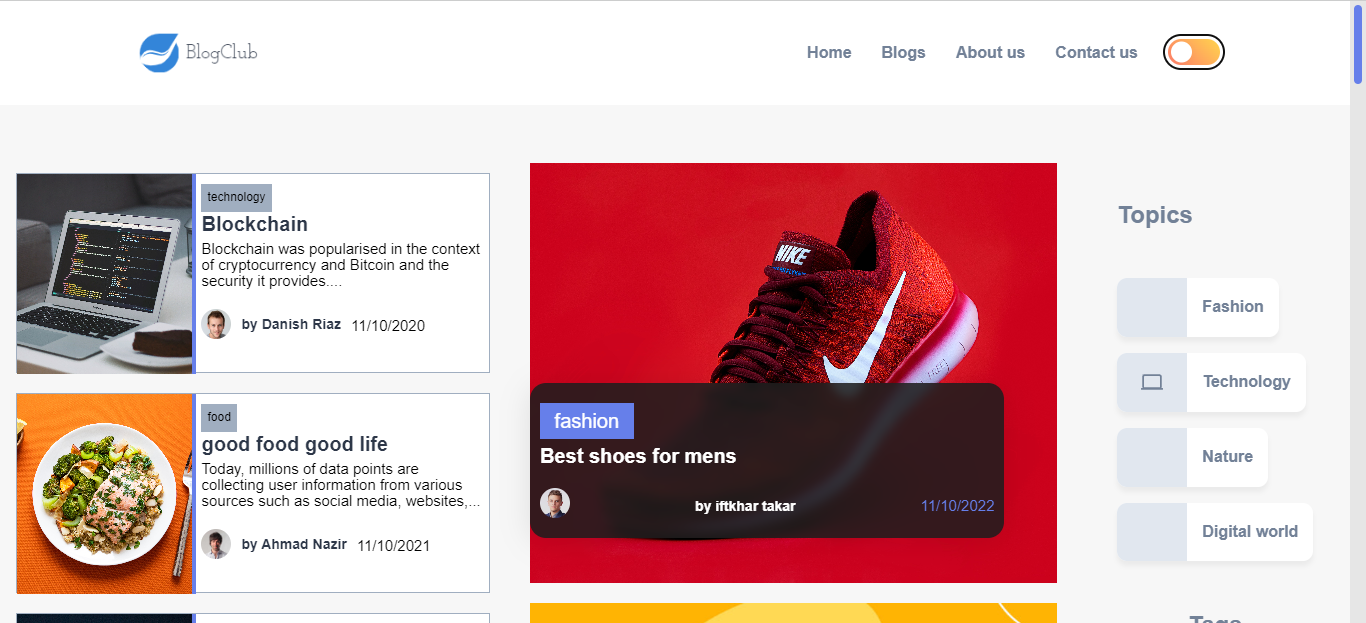 BlogClub
Home
Blogs
About us
Contact us
technology
Blockchain
Blockchain was popularised in the context
of cryptocurrency and Bitcoin and the
security it provides....
by Danish Riaz 11/10/2020
food
good food good life
Today, millions of data points are
collecting user information from various
sources such as social media, websites,...
by Ahmad Nazir 11/10/2021
NIKE
fashion
Best shoes for mens
by iftkhar takar 11/10/2022
Topics
Fashion
Technology
Nature
Digital world
Tags